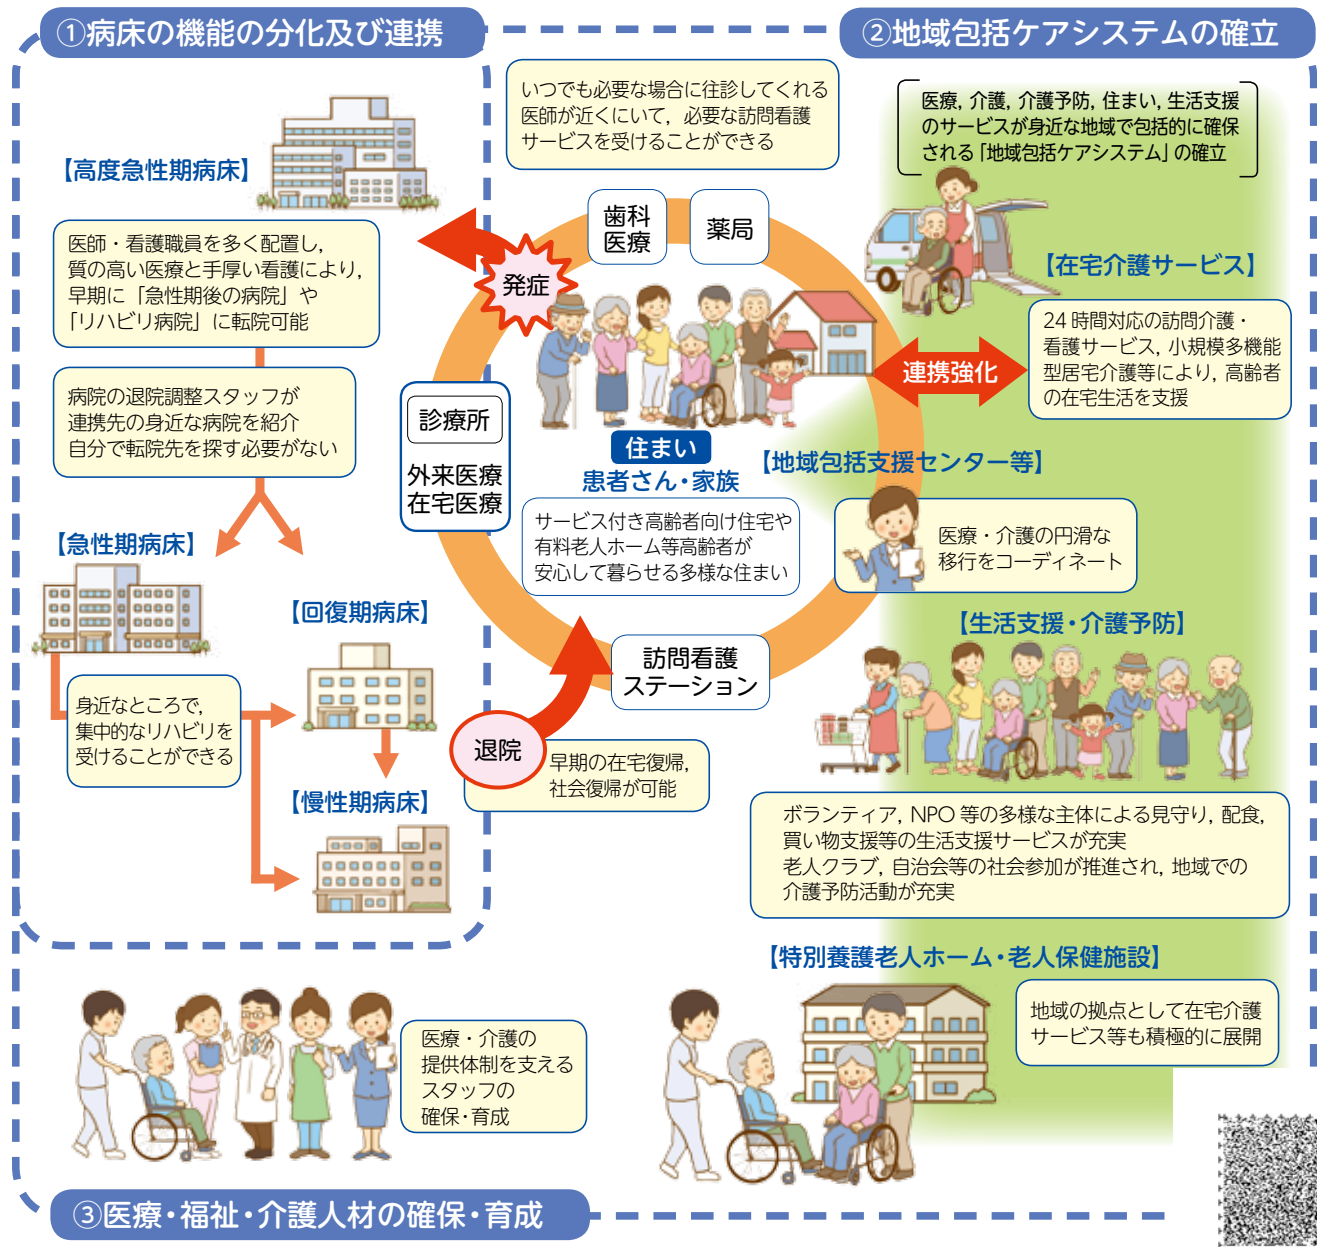 ①病床の機能の分化及び連携
【高度急性期病床】
医師・看護職員を多く配置し,
質の高い医療と手厚い看護により,
早期に「急性期後の病院」や
「リハビリ病院」に転院可能
病院の退院調整スタッフが
連携先の身近な病院を紹介
自分で転院先を探す必要がない
【急性期病床】
【回復期病床】
身近なところで,
集中的なリハビリを
受けることができる
【慢性期病床】
いつでも必要な場合に往診してくれる
医師が近くにいて, 必要な訪問看護
サービスを受けることができる
歯科
医療
薬局
発症
診療所
外来医療
在宅医療
住まい
患者さん・家族
サービス付き高齢者向け住宅や
有料老人ホーム等高齢者が
安心して暮らせる多様な住まい
訪問看護
ステーション
退院
早期の在宅復帰,
社会復帰が可能
②地域包括ケアシステムの確立
医療, 介護, 介護予防, 住まい, 生活支援
のサービスが身近な地域で包括的に確保
される「地域包括ケアシステム」の確立
【在宅介護サービス】
連携強化
24 時間対応の訪問介護・
看護サービス, 小規模多機能
型居宅介護等により, 高齢者
の在宅生活を支援
【地域包括支援センター等】
医療・介護の円滑な
移行をコーディネート
【生活支援・介護予防】
ボランティア, NPO 等の多様な主体による見守り, 配食,
買い物支援等の生活支援サービスが充実
老人クラブ, 自治会等の社会参加が推進され, 地域での
介護予防活動が充実
【特別養護老人ホーム・老人保健施設】
地域の拠点として在宅介護
サービス等も積極的に展開
医療・介護の
提供体制を支える
スタッフの
確保・育成
③医療・福祉・介護人材の確保・育成